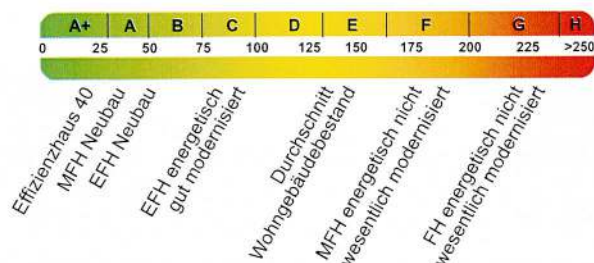 A+ A B C D E F G H
0 25 50 75 100 125 150 175 200 225 >250
Effizienzhaus 40
MFH Neubau
EFH Neubau
EFH energetisch
gut modernisiert
Durchschnitt
Wohngebäudebestand
MFH energetisch nicht
wesentlich modernisiert
FH energetisch nicht
wesentlich modernisiert